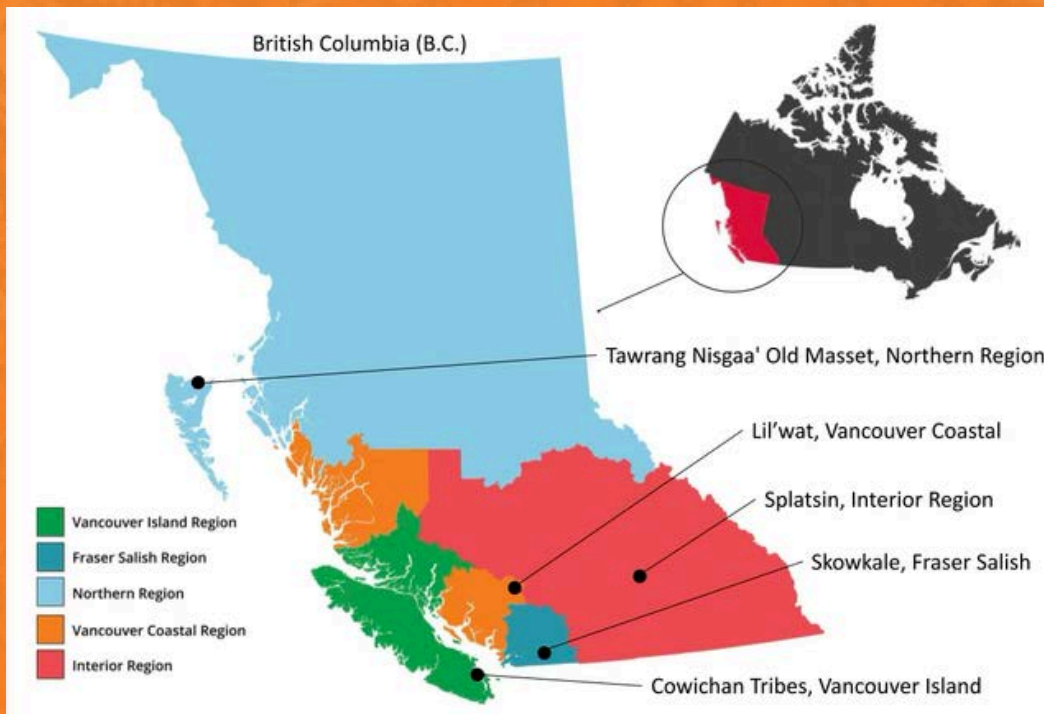 British Columbia (B.C.)
Tawrang Nisgaa' Old Masset, Northern Region
Lil'wat, Vancouver Coastal
Splatsin, Interior Region
Skowkale, Fraser Salish
Cowichan Tribes, Vancouver Island
Vancouver Island Region
Fraser Salish Region
Northern Region
Vancouver Coastal Region
Interior Region